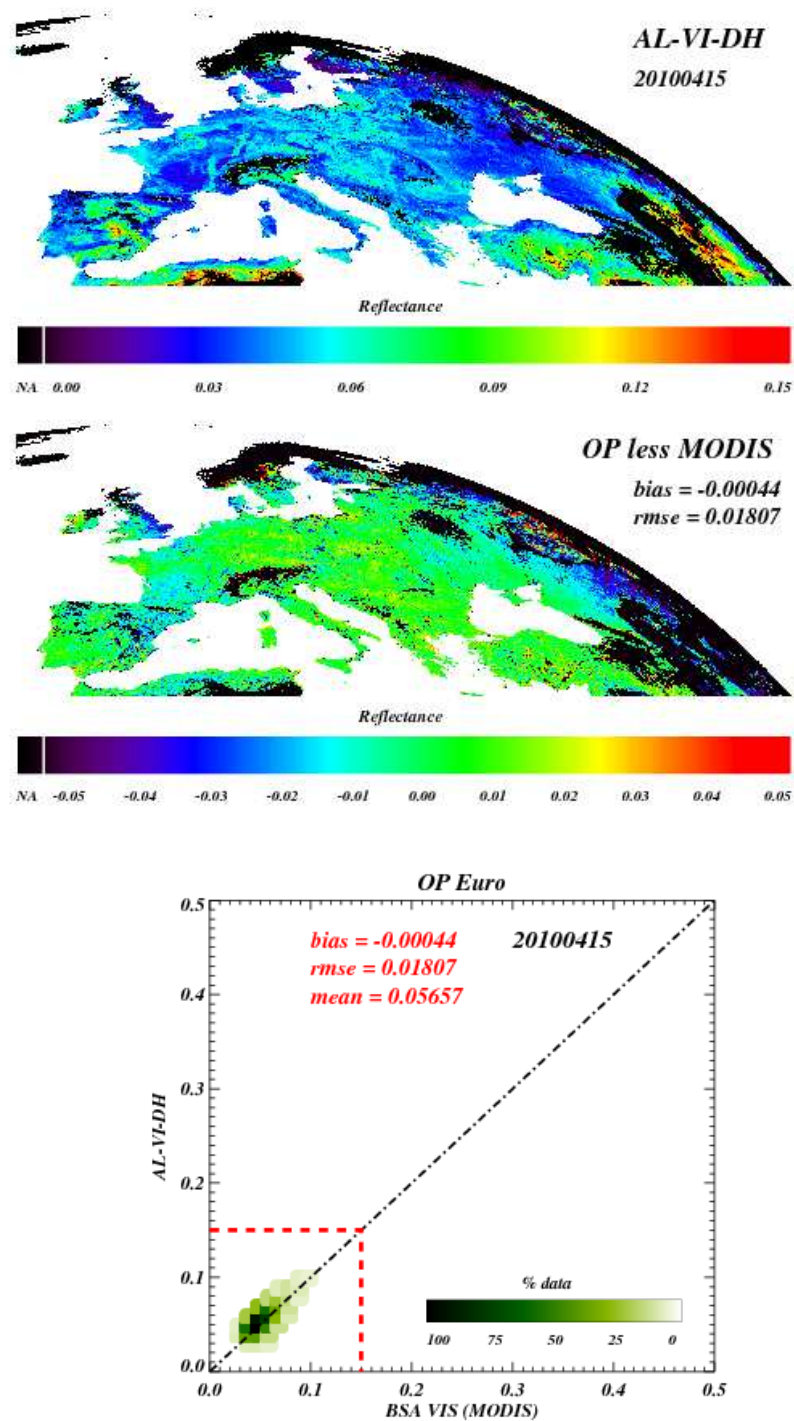 AL-VI-DH
20100415
Reflectance
NA 0.00 0.03 0.06 0.09 0.12 0.15
OP less MODIS
bias = -0.00044
rmse = 0.01807
Reflectance
NA -0.05 -0.04 -0.03 -0.02 -0.01 0.00 0.01 0.02 0.03 0.04 0.05
OP Euro
0.5
bias = -0.00044 20100415
rmse = 0.01807
mean = 0.05657
0.4
0.3
AL-VI-DH
0.2
0.1
% data
100 75 50 25 0
0.0
0.0 0.1 0.2 0.3 0.4 0.5
BSA VIS (MODIS)